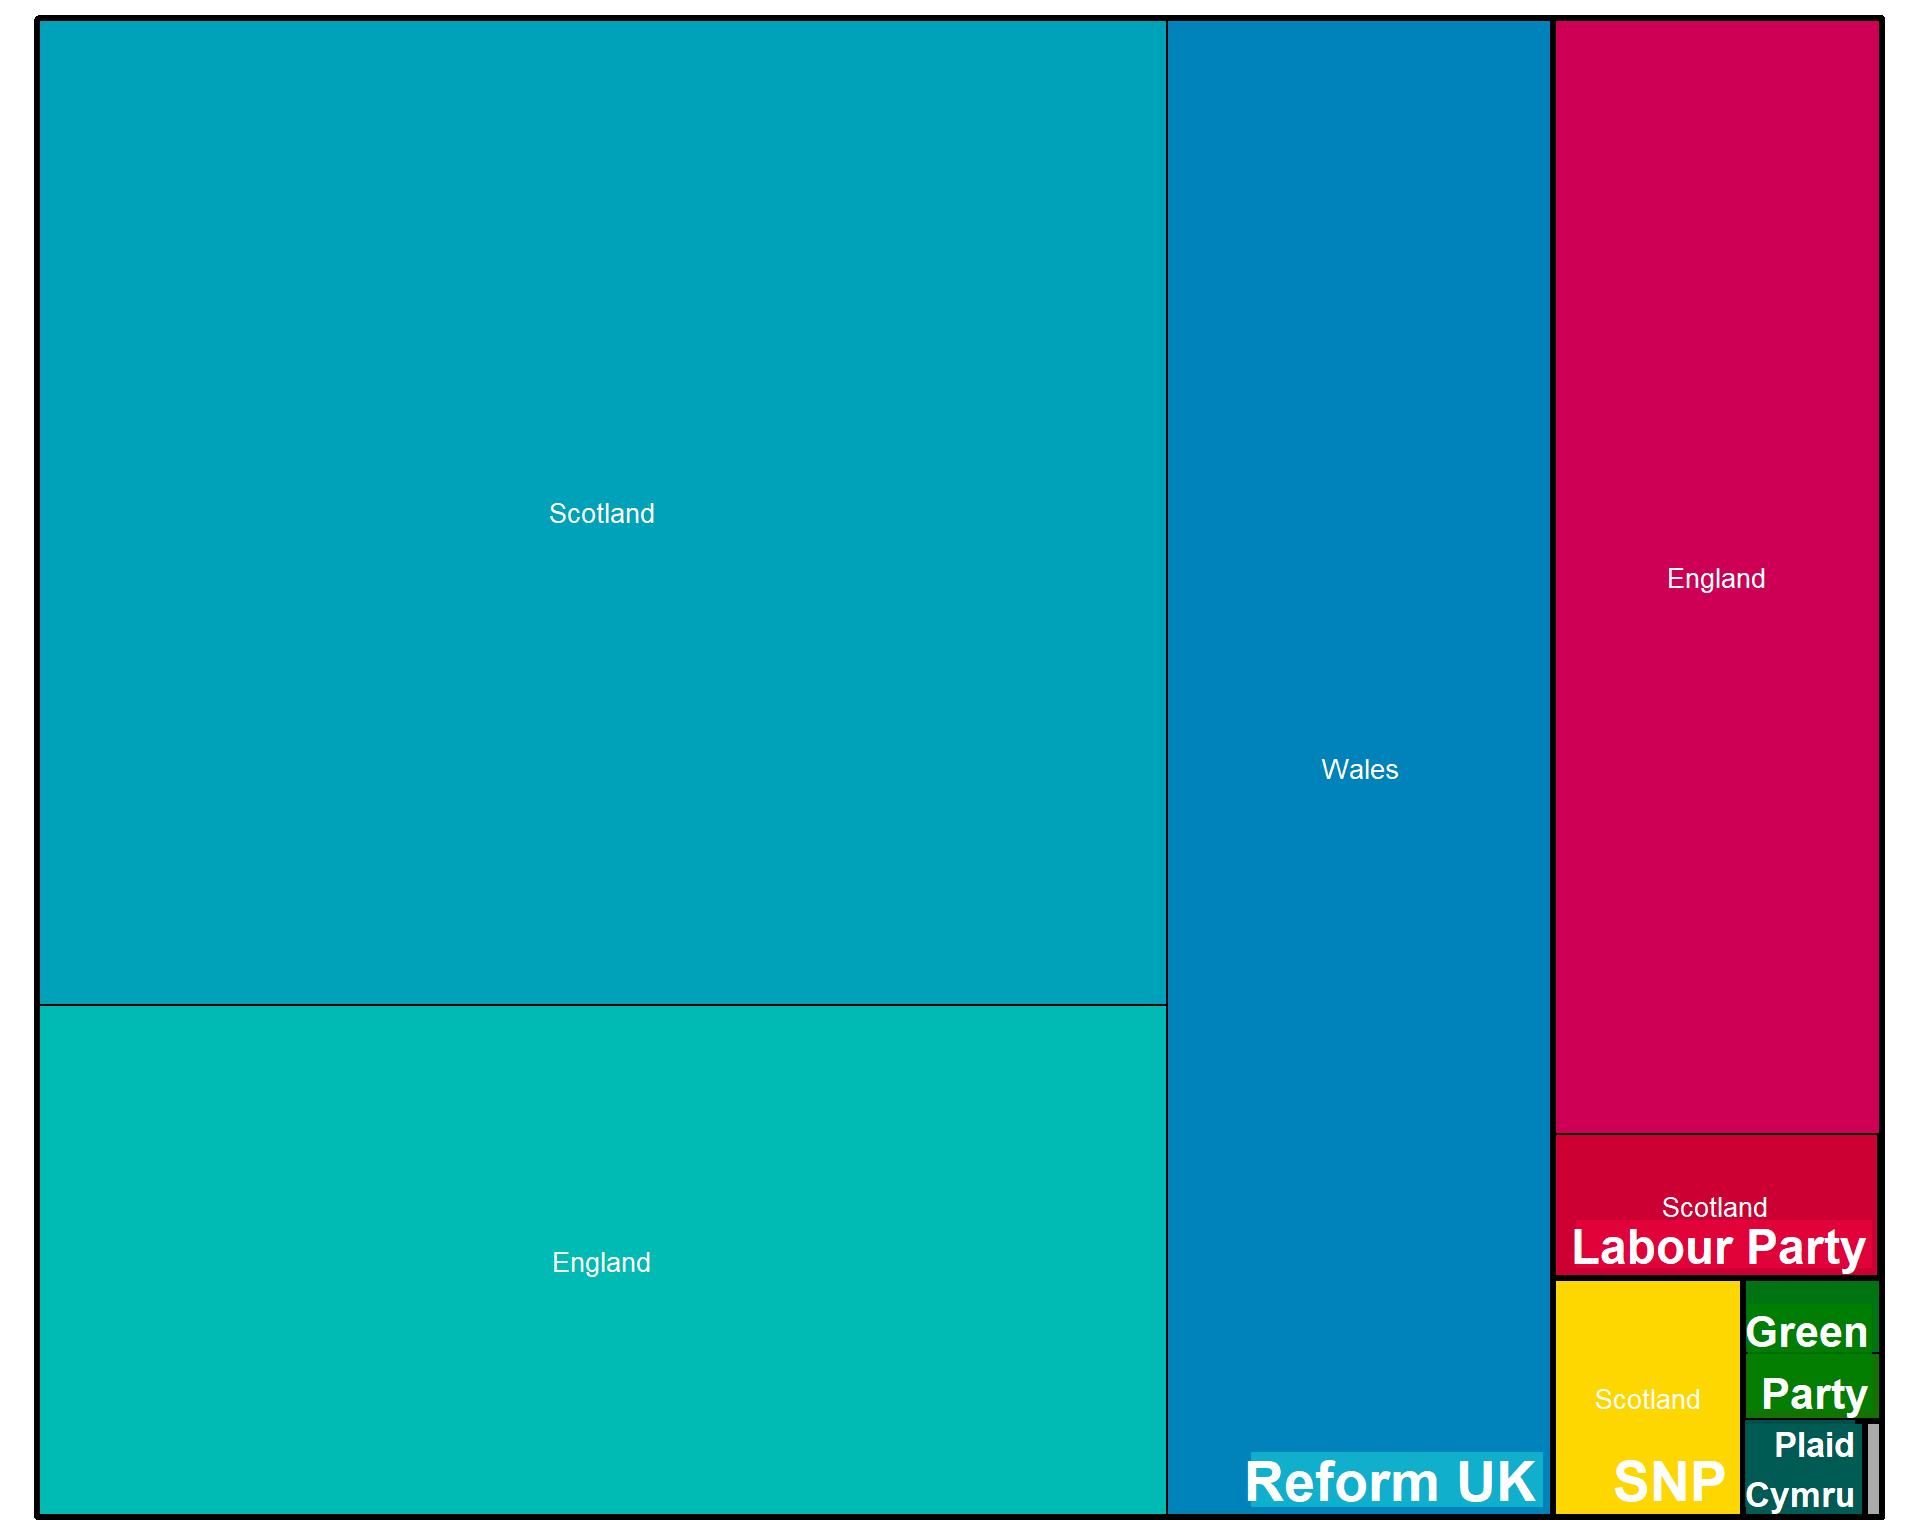 Scotland
England
Wales
Reform UK
England
Scotland
Labour Party
Scotland
SNP
Green
Party
Plaid
Cymru